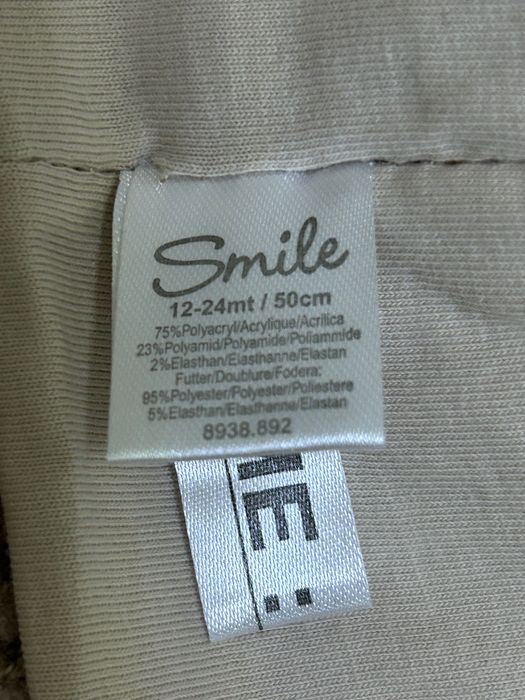 Smile
12-24mt / 50cm
75%Polyacryl/Acrylique/Acrilica
23%Polyamid/Polyamide/Poliammide
2%Elasthan/Elasthanne/Elastan
Futter/Doublure/Fodera:
95%Polyester/Polyester/Poliestere
5%Elasthan/Elasthanne/Elastan
8938.892
ME :